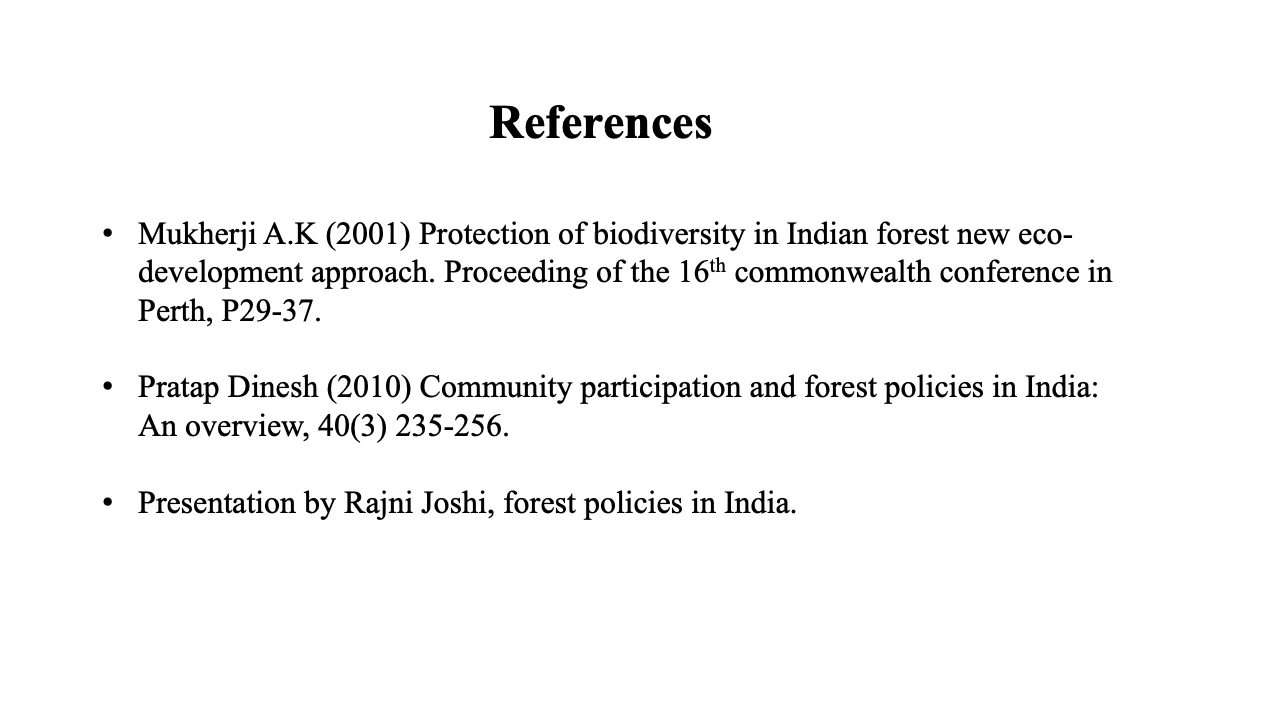 References
• Mukherji A.K (2001) Protection of biodiversity in Indian forest new eco-
development approach. Proceeding of the 16th commonwealth conference in
Perth, P29-37.
• Pratap Dinesh (2010) Community participation and forest policies in India:
An overview, 40(3) 235-256.
• Presentation by Rajni Joshi, forest policies in India.